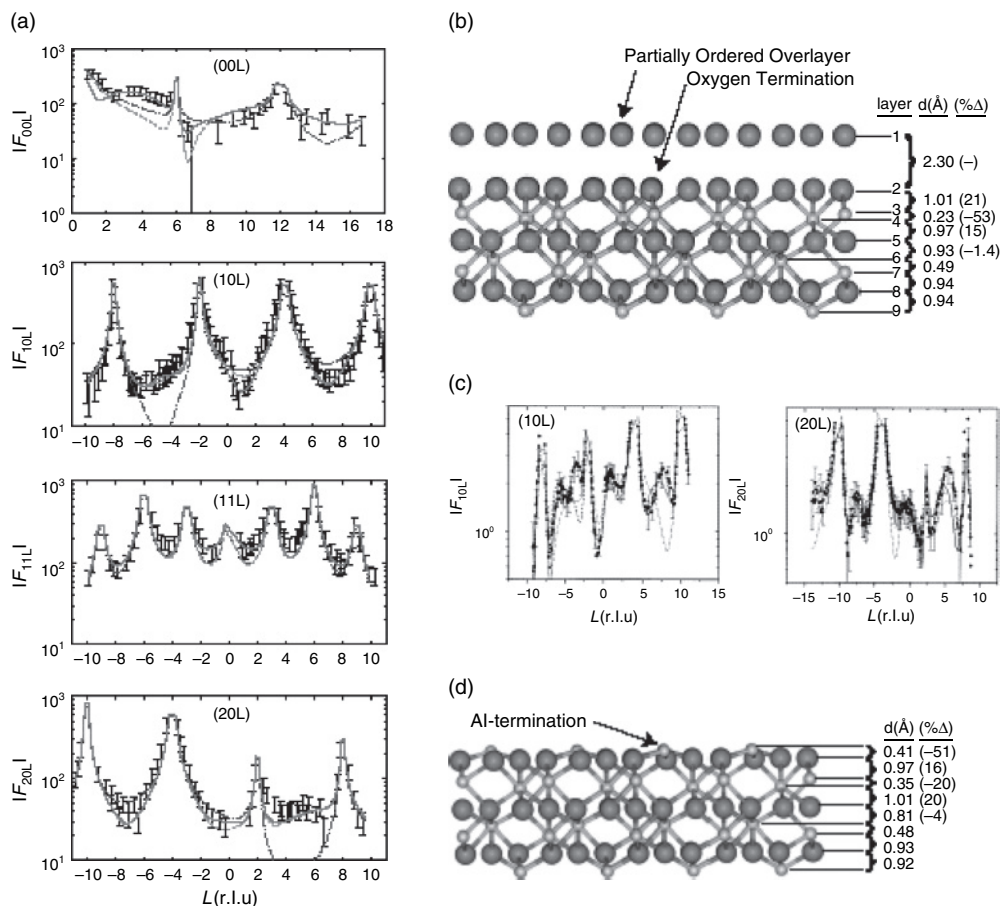 (a)
(00L)
|F00L|
10³
10²
10¹
10⁰
0 2 4 6 8 10 12 14 16 18
(10L)
|F10L|
10³
10²
10
–10 –8 –6 –4 –2 0 2 4 6 8 10
(11L)
|F11L|
10³
10²
10¹
–10 –8 –6 –4 –2 0 2 4 6 8 10
(20L)
|F20L|
10³
10²
10
–10 –8 –6 –4 –2 0 2 4 6 8 10
L(r.l.u)
(b)
Partially Ordered Overlayer
Oxygen Termination
layer d(Å) (%Δ)
1
2.30 (–)
2
1.01 (21)
3
0.23 (–53)
4
0.97 (15)
5
0.93 (–1.4)
6
0.49
7
0.94
8
0.94
9
(c)
(10L)
|F10L|
10⁰
–10 –5 0 5 10 15
L(r.l.u)
(20L)
|F20L|
10⁰
–15 –10 –5 0 5 10
L(r.l.u)
(d)
Al-termination
d(Å) (%Δ)
0.41 (–51)
0.97 (16)
0.35 (–20)
1.01 (20)
0.81 (–4)
0.48
0.93
0.92